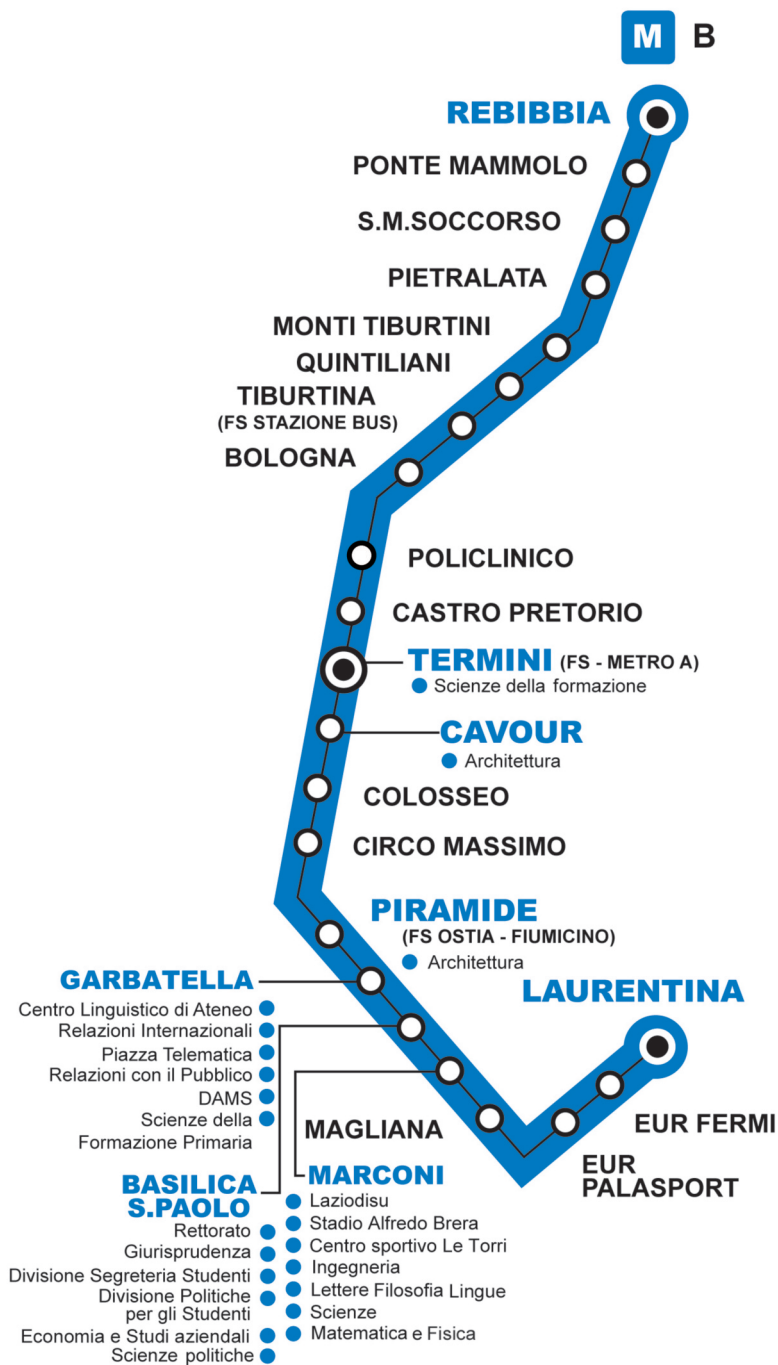 M B
REBIBBIA
PONTE MAMMOLO
S.M.SOCCORSO
PIETRALATA
MONTI TIBURTINI
QUINTILIANI
TIBURTINA
(FS STAZIONE BUS)
BOLOGNA
POLICLINICO
CASTRO PRETORIO
TERMINI (FS - METRO A)
Scienze della formazione
CAVOUR
Architettura
COLOSSEO
CIRCO MASSIMO
PIRAMIDE
(FS OSTIA - FIUMICINO)
Architettura
GARBATELLA
Centro Linguistico di Ateneo
Relazioni Internazionali
Piazza Telematica
Relazioni con il Pubblico
DAMS
Scienze della
Formazione Primaria
LAURENTINA
EUR FERMI
EUR
PALASPORT
MAGLIANA
BASILICA
S.PAOLO
Rettorato
Giurisprudenza
Divisione Segreteria Studenti
Divisione Politiche
per gli Studenti
Economia e Studi aziendali
Scienze politiche
MARCONI
Laziodisu
Stadio Alfredo Brera
Centro sportivo Le Torri
Ingegneria
Lettere Filosofia Lingue
Scienze
Matematica e Fisica